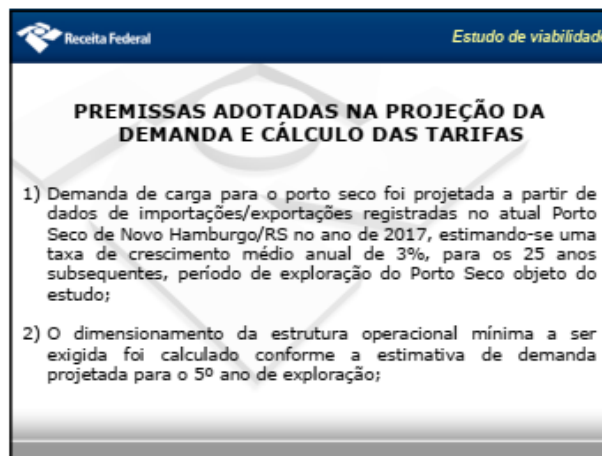 Receita Federal
Estudo de viabilidade
PREMISSAS ADOTADAS NA PROJEÇÃO DA
DEMANDA E CÁLCULO DAS TARIFAS
1) Demanda de carga para o porto seco foi projetada a partir de
dados de importações/exportações registradas no atual Porto
Seco de Novo Hamburgo/RS no ano de 2017, estimando-se uma
taxa de crescimento médio anual de 3%, para os 25 anos
subsequentes, período de exploração do Porto Seco objeto do
estudo;
2) O dimensionamento da estrutura operacional mínima a ser
exigida foi calculado conforme a estimativa de demanda
projetada para o 5º ano de exploração;